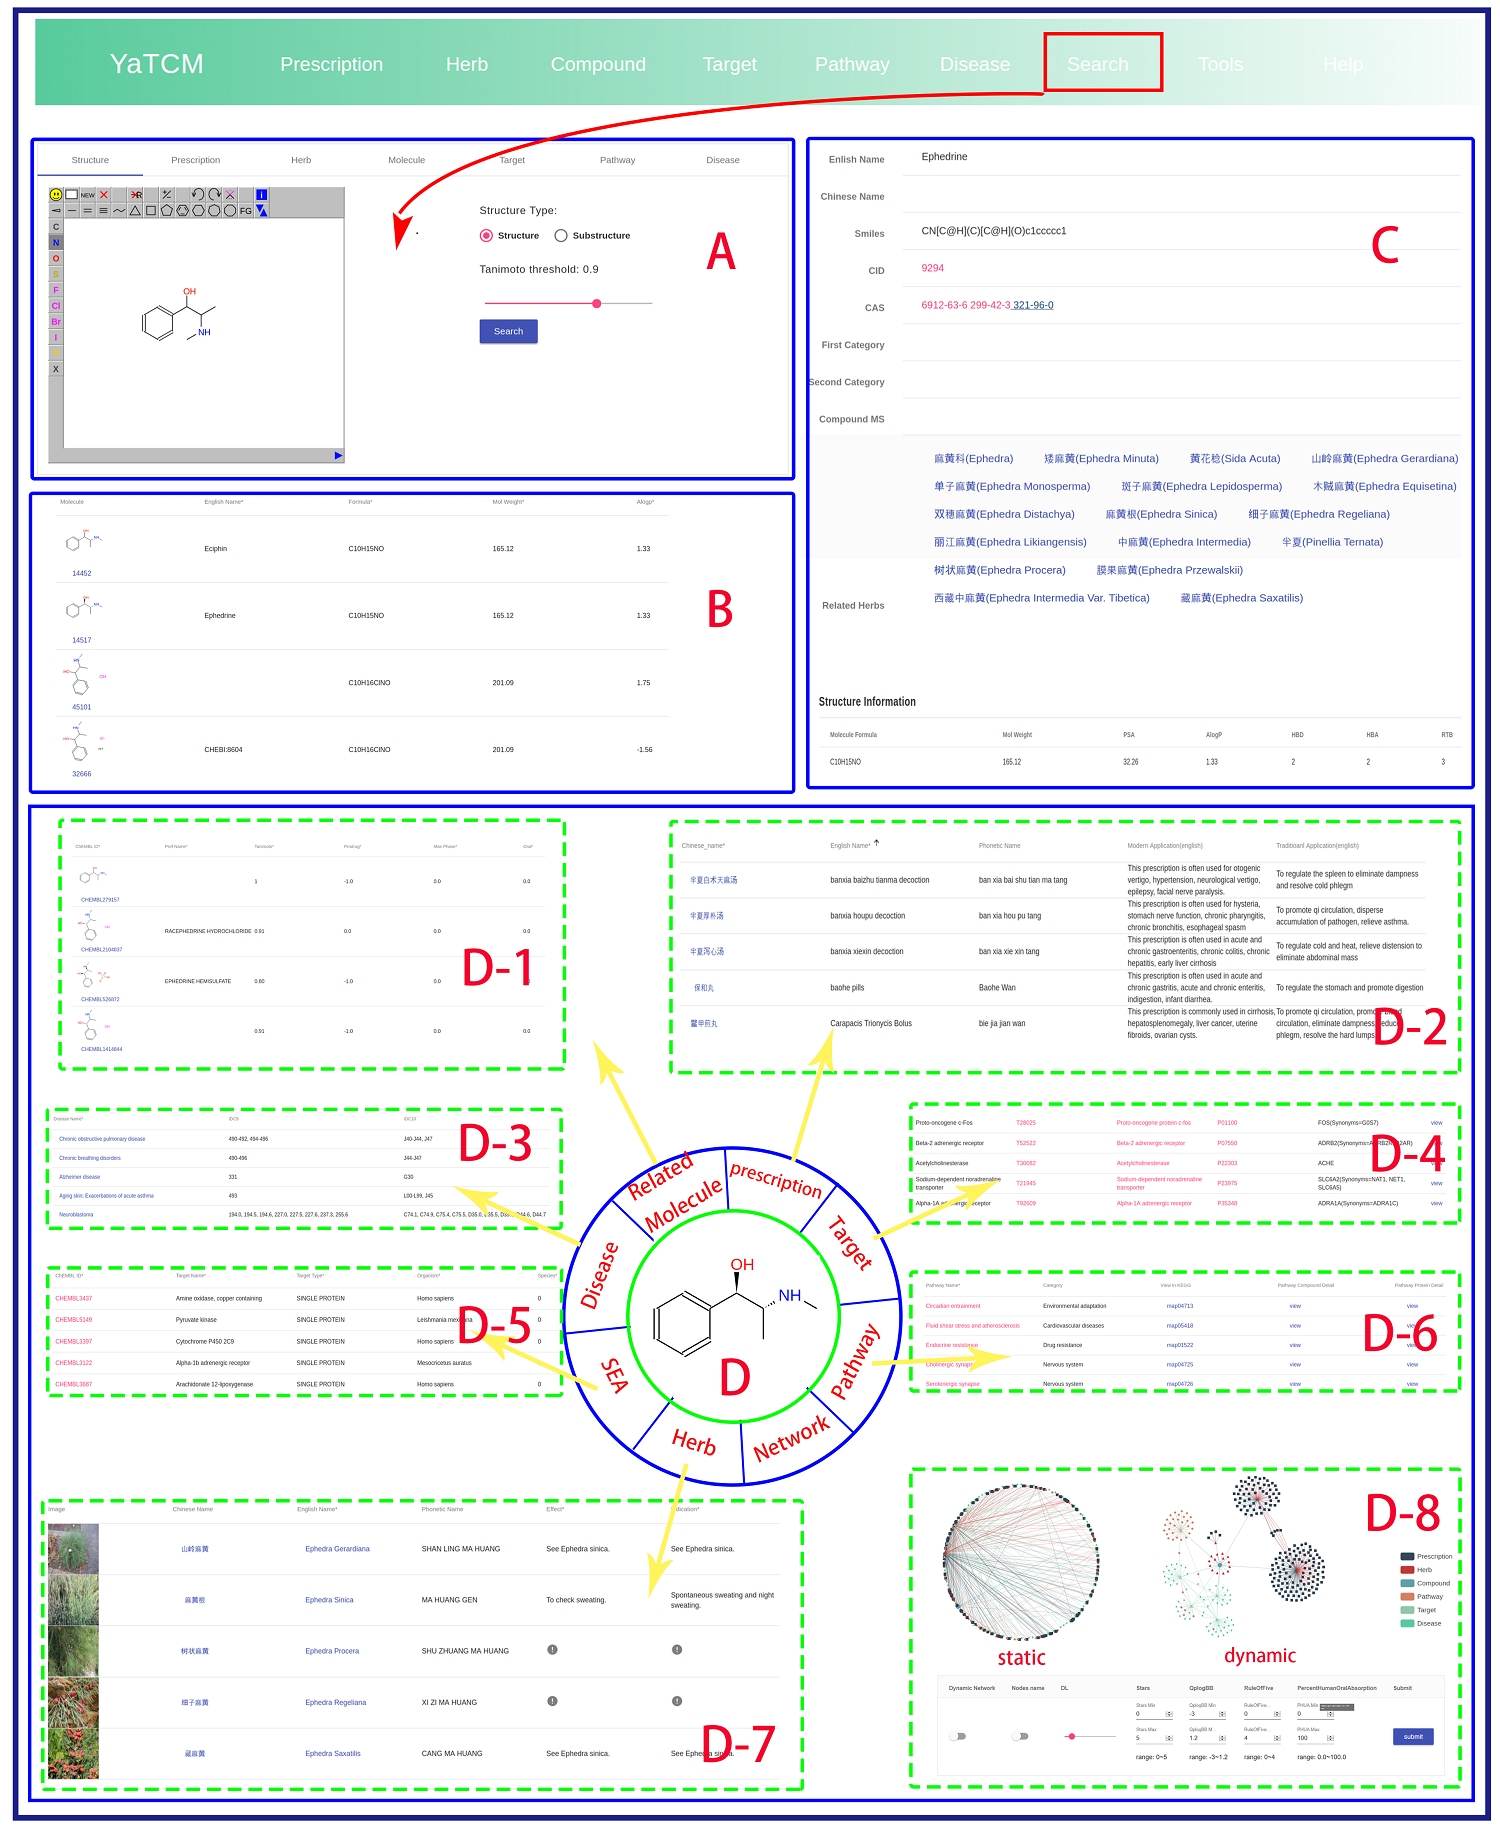 YaTCM Prescription Herb Compound Target Pathway Disease Search Tools Help
Structure Prescription Herb Molecule Target Pathway Disease
NEW
FG
C
N
O
S
F
Cl
Br
I
X
OH
NH
Structure Type:
Structure Substructure
Tanimoto threshold: 0.9
Search
A
Molecule English Name* Formula* Mol Weight* Alogp*
14452 Eciphin C10H15NO 165.12 1.33
14517 Ephedrine C10H15NO 165.12 1.33
45101 C10H16ClNO 201.09 1.75
32666 CHEBI:8604 C10H16ClNO 201.09 -1.56
B
Enlish Name Ephedrine
Chinese Name
Smiles CN[C@H](C)[C@H](O)c1ccccc1
CID 9294
CAS 6912-63-6 299-42-3 321-96-0
First Category
Second Category
Compound MS
C
麻黄科(Ephedra) 矮麻黄(Ephedra Minuta) 黄花稔(Sida Acuta) 山岭麻黄(Ephedra Gerardiana)
单子麻黄(Ephedra Monosperma) 斑子麻黄(Ephedra Lepidosperma) 木贼麻黄(Ephedra Equisetina)
双穗麻黄(Ephedra Distachya) 麻黄根(Ephedra Sinica) 细子麻黄(Ephedra Regeliana)
丽江麻黄(Ephedra Likiangensis) 中麻黄(Ephedra Intermedia) 半夏(Pinellia Ternata)
树状麻黄(Ephedra Procera) 膜果麻黄(Ephedra Przewalskii)
西藏中麻黄(Ephedra Intermedia Var. Tibetica) 藏麻黄(Ephedra Saxatilis)
Related Herbs
Structure Information
Molecule Formula Mol Weight PSA AlogP HBD HBA RTB
C10H15NO 165.12 32.26 1.33 2 2 3
CHEMBL ID* Pref Name* Tanimoto* Prodrug* Max Phase* Oral*
CHEMBL279157 1 -1.0 0.0 0.0
CHEMBL2104837 RACEPHEDRINE HYDROCHLORIDE 0.91 0.0 0.0 0.0
CHEMBL526872 EPHEDRINE HEMISULFATE 0.80 -1.0 0.0
CHEMBL1414844 0.91 -1.0 0.0 0.0
D-1
Chinese_name* English Name* Phonetic Name Modern Application(english) Traditioanl Application(english)
半夏白术天麻汤 banxia baizhu tianma decoction ban xia bai shu tian ma tang This prescription is often used for otogenic vertigo, hypertension, neurological vertigo, epilepsy, facial nerve paralysis. To regulate the spleen to eliminate dampness and resolve cold phlegm
半夏厚朴汤 banxia houpu decoction ban xia hou pu tang This prescription is often used for hysteria, stomach nerve function, chronic pharyngitis, chronic bronchitis, esophageal spasm To promote qi circulation, disperse accumulation of pathogen, relieve asthma.
半夏泻心汤 banxia xiexin decoction ban xia xie xin tang This prescription is often used in acute and chronic gastroenteritis, chronic colitis, chronic hepatitis, early liver cirrhosis To regulate cold and heat, relieve distension to eliminate abdominal mass
保和丸 baohe pills Baohe Wan This prescription is often used in acute and chronic gastritis, acute and chronic enteritis, indigestion, infant diarrhea. To regulate the stomach and promote digestion
鳖甲煎丸 Carapacis Trionycis Bolus bie jia jian wan This prescription is commonly used in cirrhosis, hepatosplenomegaly, liver cancer, uterine fibroids, ovarian cysts. To promote qi circulation, promote blood circulation, eliminate dampness, reduce phlegm, resolve the hard lumps
D-2
Disease Name* IDC9 IDC10
Chronic obstructive pulmonary disease 490-492, 494-496 J40-J44, J47
Chronic breathing disorders 490-496 J44-J47
Alzheimer disease 331 G30
Aging skin; Exacerbations of acute asthma 493 L00-L99, J45
Neuroblastoma 194.0, 194.5, 194.6, 227.0, 227.5, 227.6, 237.3, 255.6 C74.1, C74.9, C75.4, C75.5, D35.0, D35.5, D44.6, D44.7
D-3
Proto-oncogene c-Fos T28025 Proto-oncogene protein c-fos P01100 FOS(Synonyms=G0S7) view
Beta-2 adrenergic receptor T52522 Beta-2 adrenergic receptor P07550
Acetylcholinesterase T30082 Acetylcholinesterase P22303 ACHE
Sodium-dependent noradrenaline transporter T21945 Sodium-dependent noradrenaline transporter P23975 SLC6A2(Synonyms=NAT1, NET1, SLC6A5) view
Alpha-1A adrenergic receptor T92609 Alpha-1A adrenergic receptor P35348 ADRA1A(Synonyms=ADRA1C) view
D-4
CHEMBL ID* Target Name* Target Type* Organism* Species*
CHEMBL3437 Amine oxidase, copper containing SINGLE PROTEIN Homo sapiens 0
CHEMBL5149 Pyruvate kinase SINGLE PROTEIN Leishmania mexicana 0
CHEMBL3397 Cytochrome P450 2C9 SINGLE PROTEIN Homo sapiens 0
CHEMBL3122 Alpha-1b adrenergic receptor SINGLE PROTEIN Mesocricetus auratus 0
CHEMBL3687 Arachidonate 12-lipoxygenase SINGLE PROTEIN Homo sapiens 0
D-5
Related Molecule
prescription
Target
Pathway
Network
Herb
SEA
Disease
OH
NH
D
Pathway Name* Category View in KEGG Pathway Compound Detail Pathway Protein Detail
Circadian entrainment Environmental adaptation map04713 view view
Fluid shear stress and atherosclerosis Cardiovascular diseases map05418 view view
Endocrine resistance Drug resistance map01522 view view
Cholinergic synapse Nervous system map04725 view view
Serotonergic synapse Nervous system map04726 view view
D-6
Image Chinese Name English Name* Phonetic Name Effect* Indication*
山岭麻黄 Ephedra Gerardiana SHAN LING MA HUANG See Ephedra sinica. See Ephedra sinica.
麻黄根 Ephedra Sinica MA HUANG GEN To check sweating. Spontaneous sweating and night sweating.
树状麻黄 Ephedra Procera SHU ZHUANG MA HUANG
细子麻黄 Ephedra Regeliana XI ZI MA HUANG
藏麻黄 Ephedra Saxatilis CANG MA HUANG See Ephedra sinica. See Ephedra sinica.
D-7
D-8
Prescription
Herb
Compound
Pathway
Target
Disease
static
dynamic
Dynamic Network Nodes name DL Stars QplogBB RuleOfFive PercentHumanOralAbsorption Submit
Stars Min QplogBB Min RuleOfFive... PHUA Min
0 -3 0 0
Stars Max QplogBB M... RuleOfFive... PHUA Max
5 1.2 4 100
submit
range: 0~5 range: -3~1.2 range: 0~4 range: 0.0~100.0